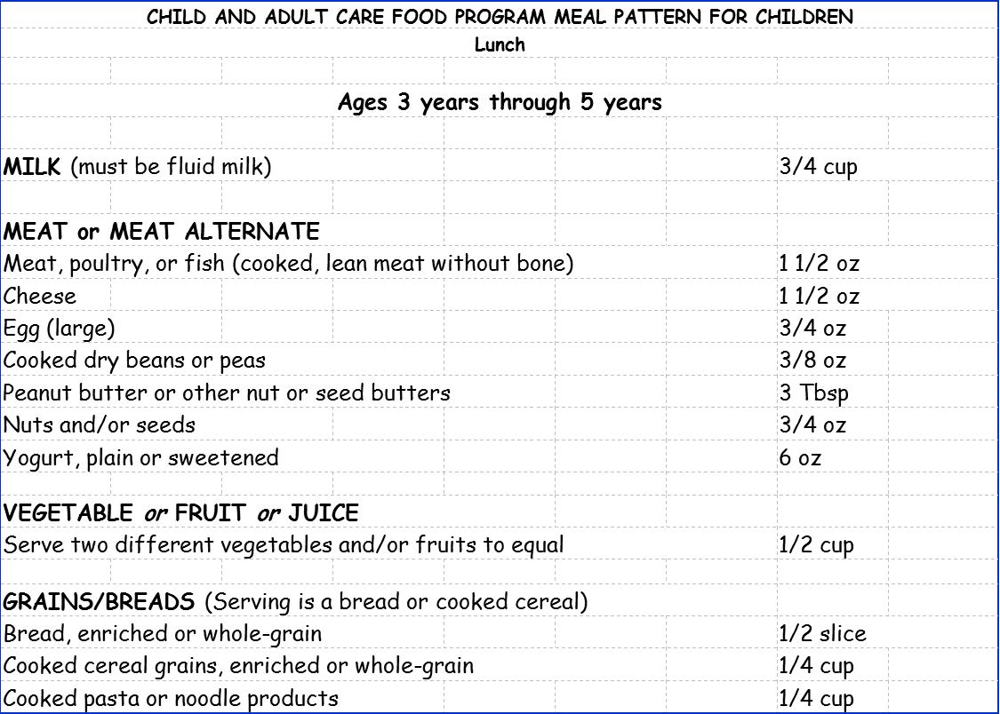 CHILD AND ADULT CARE FOOD PROGRAM MEAL PATTERN FOR CHILDREN
Lunch
Ages 3 years through 5 years
MILK (must be fluid milk) 3/4 cup
MEAT or MEAT ALTERNATE
Meat, poultry, or fish (cooked, lean meat without bone) 1 1/2 oz
Cheese 1 1/2 oz
Egg (large) 3/4 oz
Cooked dry beans or peas 3/8 oz
Peanut butter or other nut or seed butters 3 Tbsp
Nuts and/or seeds 3/4 oz
Yogurt, plain or sweetened 6 oz
VEGETABLE or FRUIT or JUICE
Serve two different vegetables and/or fruits to equal 1/2 cup
GRAINS/BREADS (Serving is a bread or cooked cereal)
Bread, enriched or whole-grain 1/2 slice
Cooked cereal grains, enriched or whole-grain 1/4 cup
Cooked pasta or noodle products 1/4 cup